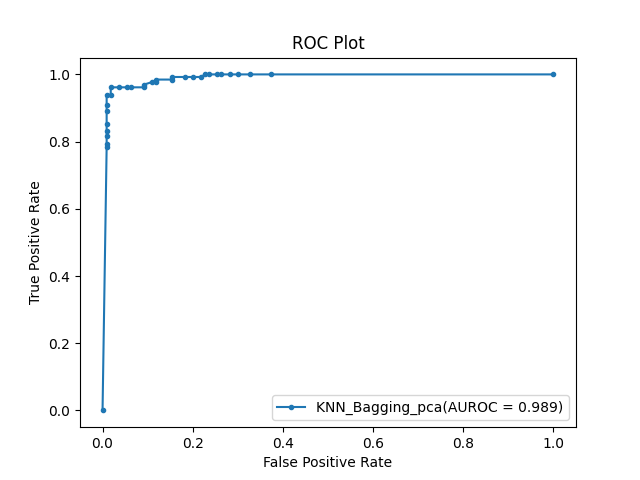 ROC Plot
1.0
0.8
0.6
0.4
0.2
0.0
True Positive Rate
KNN_Bagging_pca(AUROC = 0.989)
0.0 0.2 0.4 0.6 0.8 1.0
False Positive Rate